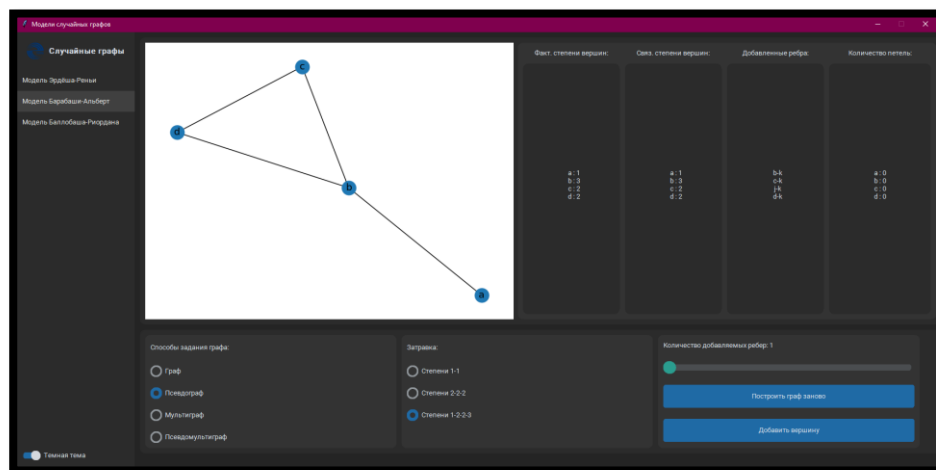 Модели случайных графов
Случайные графы
Модель Эрдёша-Реньи
Модель Барабаши-Альберт
Модель Баллобаша-Риордана
c
d
b
a
Факт. степени вершин:
a : 1
b : 3
c : 2
d : 2
Связ. степени вершин:
a : 1
b : 3
c : 2
d : 2
Добавленные ребра:
b-k
c-k
j-k
d-k
Количество петель:
a : 0
b : 0
c : 0
d : 0
Способы задания графа:
Граф
Псевдограф
Мультиграф
Псевдомультиграф
Затравка:
Степени 1-1
Степени 2-2-2
Степени 1-2-2-3
Количество добавляемых ребер: 1
Построить граф заново
Добавить вершину
Темная тема